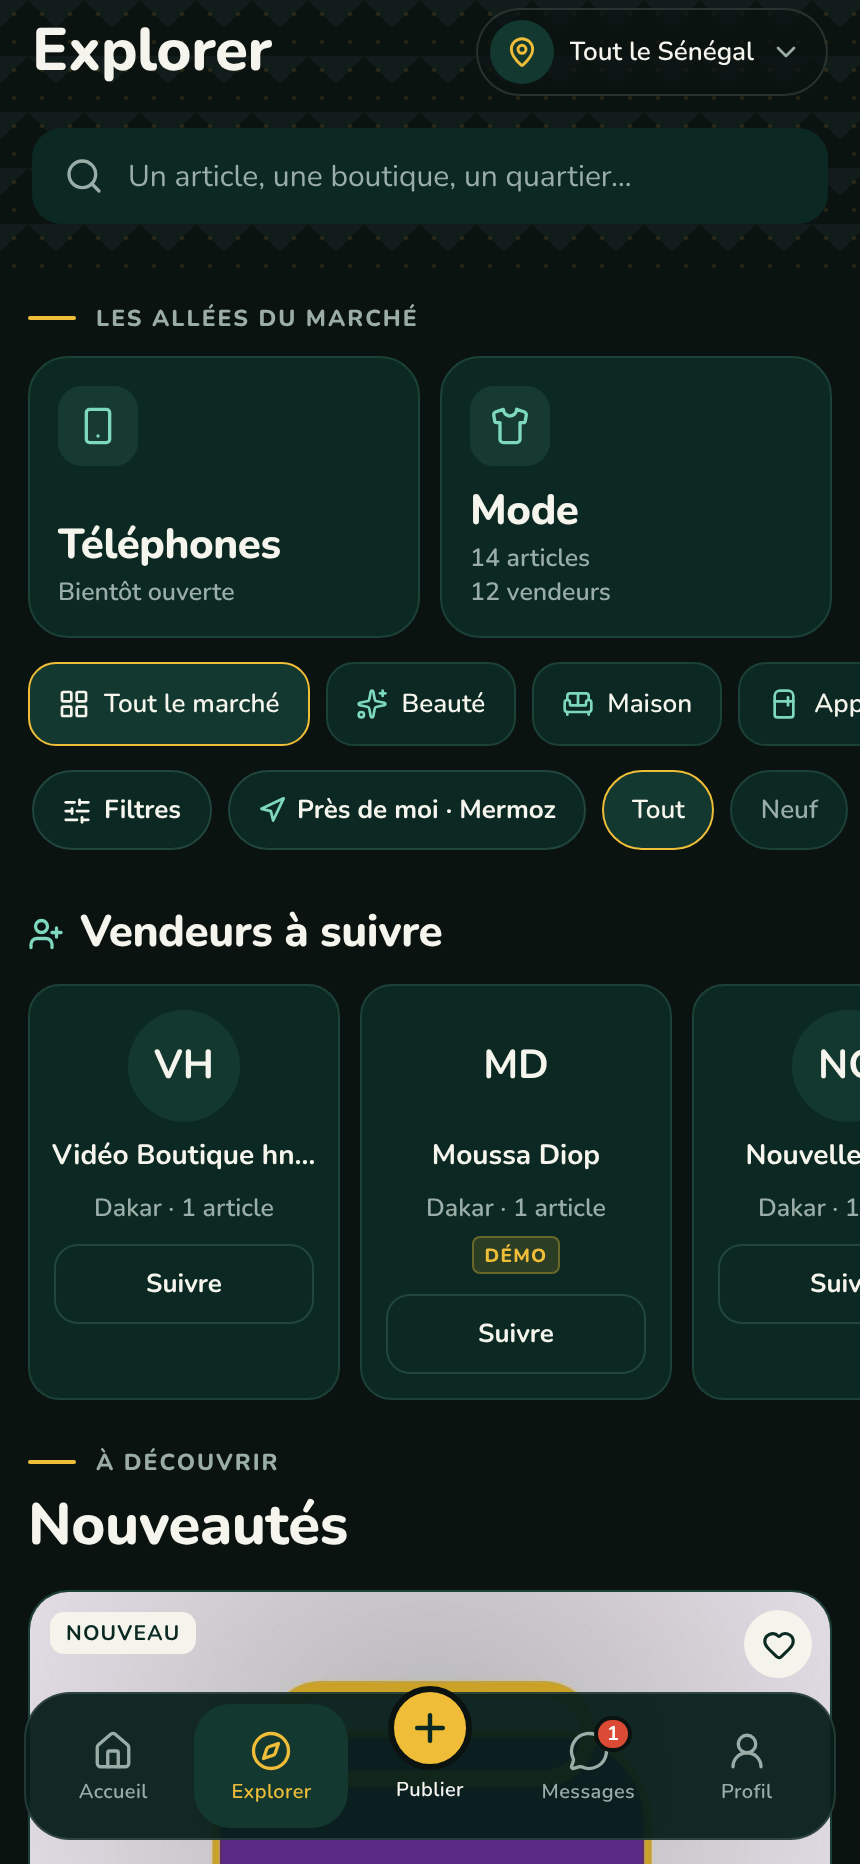 Explorer
Tout le Sénégal
Un article, une boutique, un quartier...
LES ALLÉES DU MARCHÉ
Téléphones
Bientôt ouverte
Mode
14 articles
12 vendeurs
Tout le marché
Beauté
Maison
App
Filtres
Près de moi · Mermoz
Tout
Neuf
Vendeurs à suivre
VH
Vidéo Boutique hn...
Dakar · 1 article
Suivre
MD
Moussa Diop
Dakar · 1 article
DÉMO
Suivre
Nouvelle
Dakar · 1
Suiv
À DÉCOUVRIR
Nouveautés
NOUVEAU
Accueil
Explorer
Publier
1
Messages
Profil